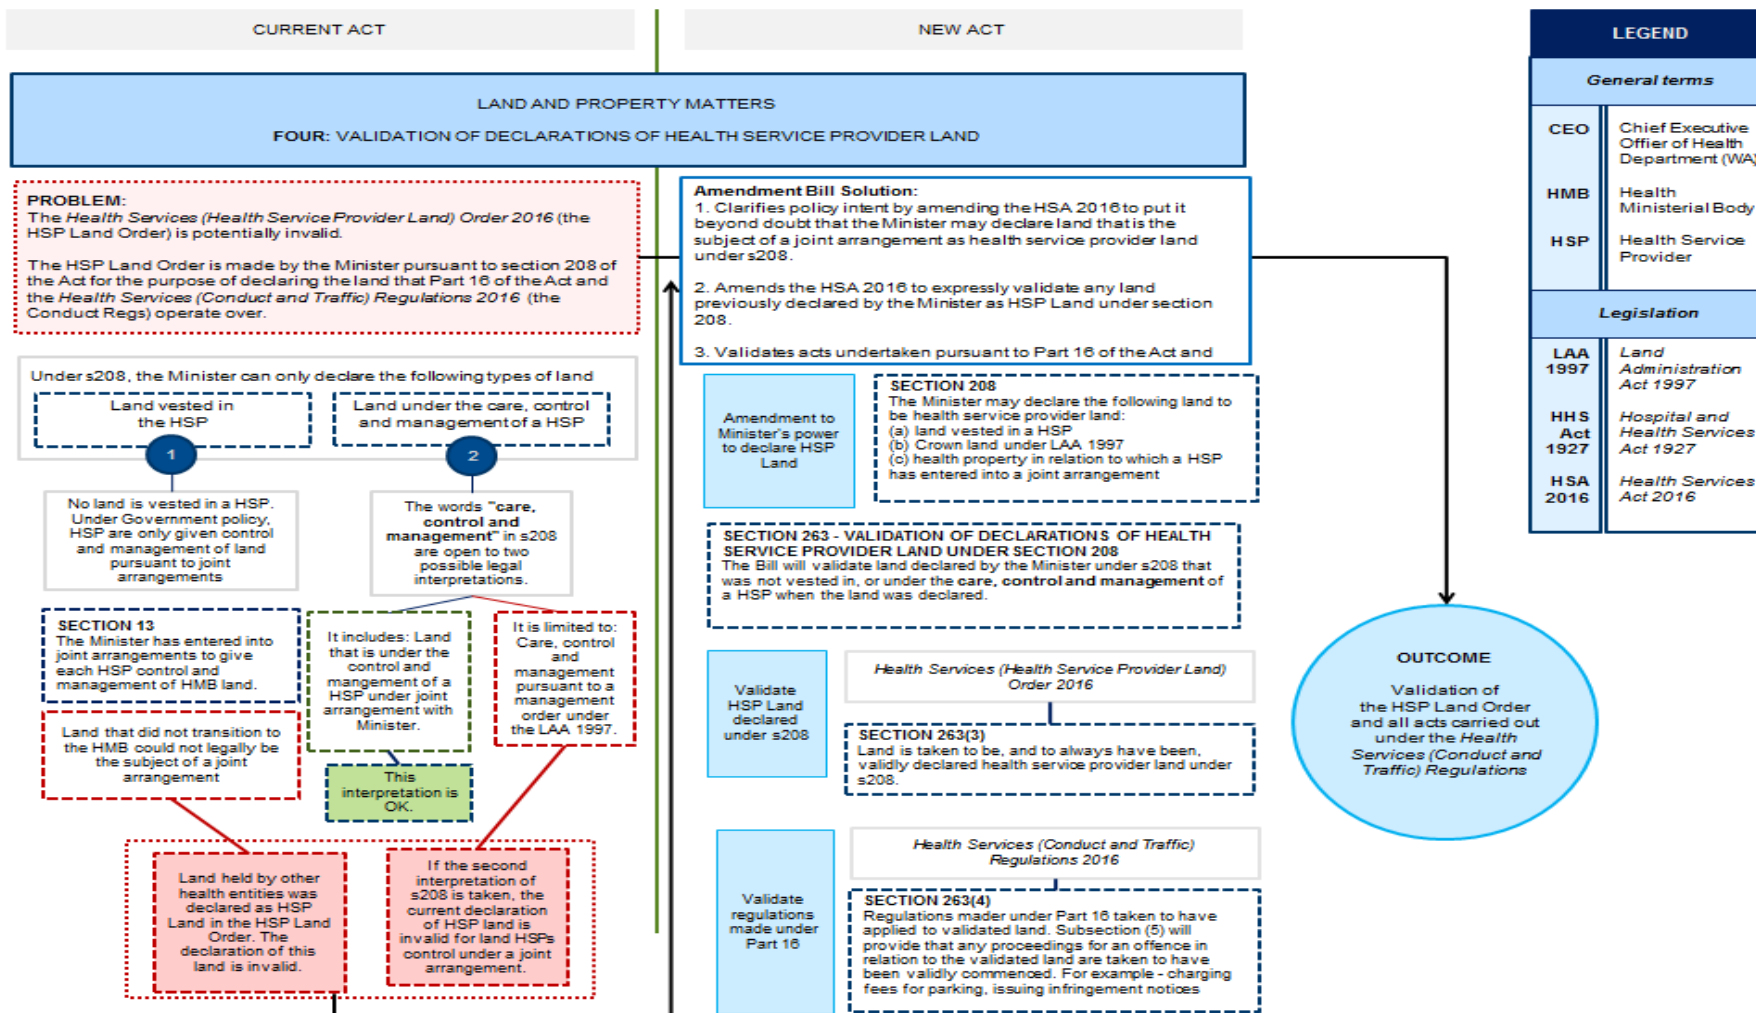 CURRENT ACT
NEW ACT
LAND AND PROPERTY MATTERS
FOUR: VALIDATION OF DECLARATIONS OF HEALTH SERVICE PROVIDER LAND
PROBLEM:
The Health Services (Health Service Provider Land) Order 2016 (the
HSP Land Order) is potentially invalid.
The HSP Land Order is made by the Minister pursuant to section 208 of
the Act for the purpose of declaring the land that Part 16 of the Act and
the Health Services (Conduct and Traffic) Regulations 2016 (the
Conduct Regs) operate over.
Under s208, the Minister can only declare the following types of land
Land vested in
the HSP
Land under the care, control
and management of a HSP
1
2
No land is vested in a HSP.
Under Government policy,
HSP are only given control
and management of land
pursuant to joint
arrangements
The words "care,
control and
management" in s208
are open to two
possible legal
interpretations.
SECTION 13
The Minister has entered into
joint arrangements to give
each HSP control and
management of HMB land.
It includes: Land
that is under the
control and
mangement of a
HSP under joint
arrangement with
Minister.
It is limited to:
Care, control
and
management
pursuant to a
management
order under
the LAA 1997.
Land that did not transition to
the HMB could not legally be
the subject of a joint
arrangement
This
interpretation is
OK.
Land held by other
health entities was
declared as HSP
Land in the HSP Land
Order. The
declaration of this
land is invalid.
If the second
interpretation of
s208 is taken, the
current declaration
of HSP land is
invalid for land HSPs
control under a joint
arrangement.
Amendment Bill Solution:
1. Clarifies policy intent by amending the HSA 2016 to put it
beyond doubt that the Minister may declare land that is the
subject of a joint arrangement as health service provider land
under s208.
2. Amends the HSA 2016 to expressly validate any land
previously declared by the Minister as HSP Land under section
208.
3. Validates acts undertaken pursuant to Part 16 of the Act and
Amendment to
Minister's power
to declare HSP
Land
SECTION 208
The Minister may declare the following land to
be health service provider land:
(a) land vested in a HSP
(b) Crown land under LAA 1997
(c) health property in relation to which a HSP
has entered into a joint arrangement
SECTION 263 - VALIDATION OF DECLARATIONS OF HEALTH
SERVICE PROVIDER LAND UNDER SECTION 208
The Bill will validate land declared by the Minister under s208 that
was not vested in, or under the care, control and management of
a HSP when the land was declared.
Validate
HSP Land
declared
under s208
Health Services (Health Service Provider Land)
Order 2016
SECTION 263(3)
Land is taken to be, and to always have been,
validly declared health service provider land under
s208.
Validate
regulations
made under
Part 16
Health Services (Conduct and Traffic)
Regulations 2016
SECTION 263(4)
Regulations mader under Part 16 taken to have
applied to validated land. Subsection (5) will
provide that any proceedings for an offence in
relation to the validated land are taken to have
been validly commenced. For example - charging
fees for parking, issuing infringement notices
OUTCOME
Validation of
the HSP Land Order
and all acts carried out
under the Health
Services (Conduct and
Traffic) Regulations
LEGEND
General terms
CEO
Chief Executive
Offier of Health
Department (WA)
HMB
Health
Ministerial Body
HSP
Health Service
Provider
Legislation
LAA
1997
Land
Administration
Act 1997
HHS
Act
1927
Hospital and
Health Services
Act 1927
HSA
2016
Health Services
Act 2016